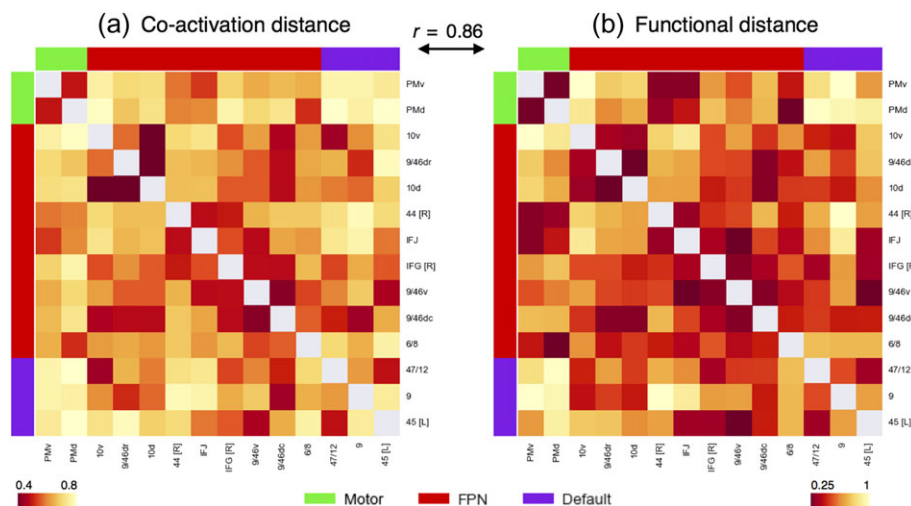 (a) Co-activation distance
r = 0.86
(b) Functional distance
PMv
PMd
10v
9/46dr
10d
44 [R]
IFJ
IFG [R]
9/46v
9/46dc
6/8
47/12
9
45 [L]
PMv
PMd
10v
9/46dr
10d
44 [R]
IFJ
IFG [R]
9/46v
9/46d
6/8
47/12
9
45 [L]
PMv PMd 10v 9/46dr 10d 44 [R] IFJ IFG [R] 9/46v 9/46dc 6/8 47/12 9 45 [L]
PMv PMd 10v 9/46dr 10d 44 [R] IFJ IFG [R] 9/46v 9/46dc 6/8 47/12 9 45 [L]
0.4 0.8
Motor FPN Default
0.25 1